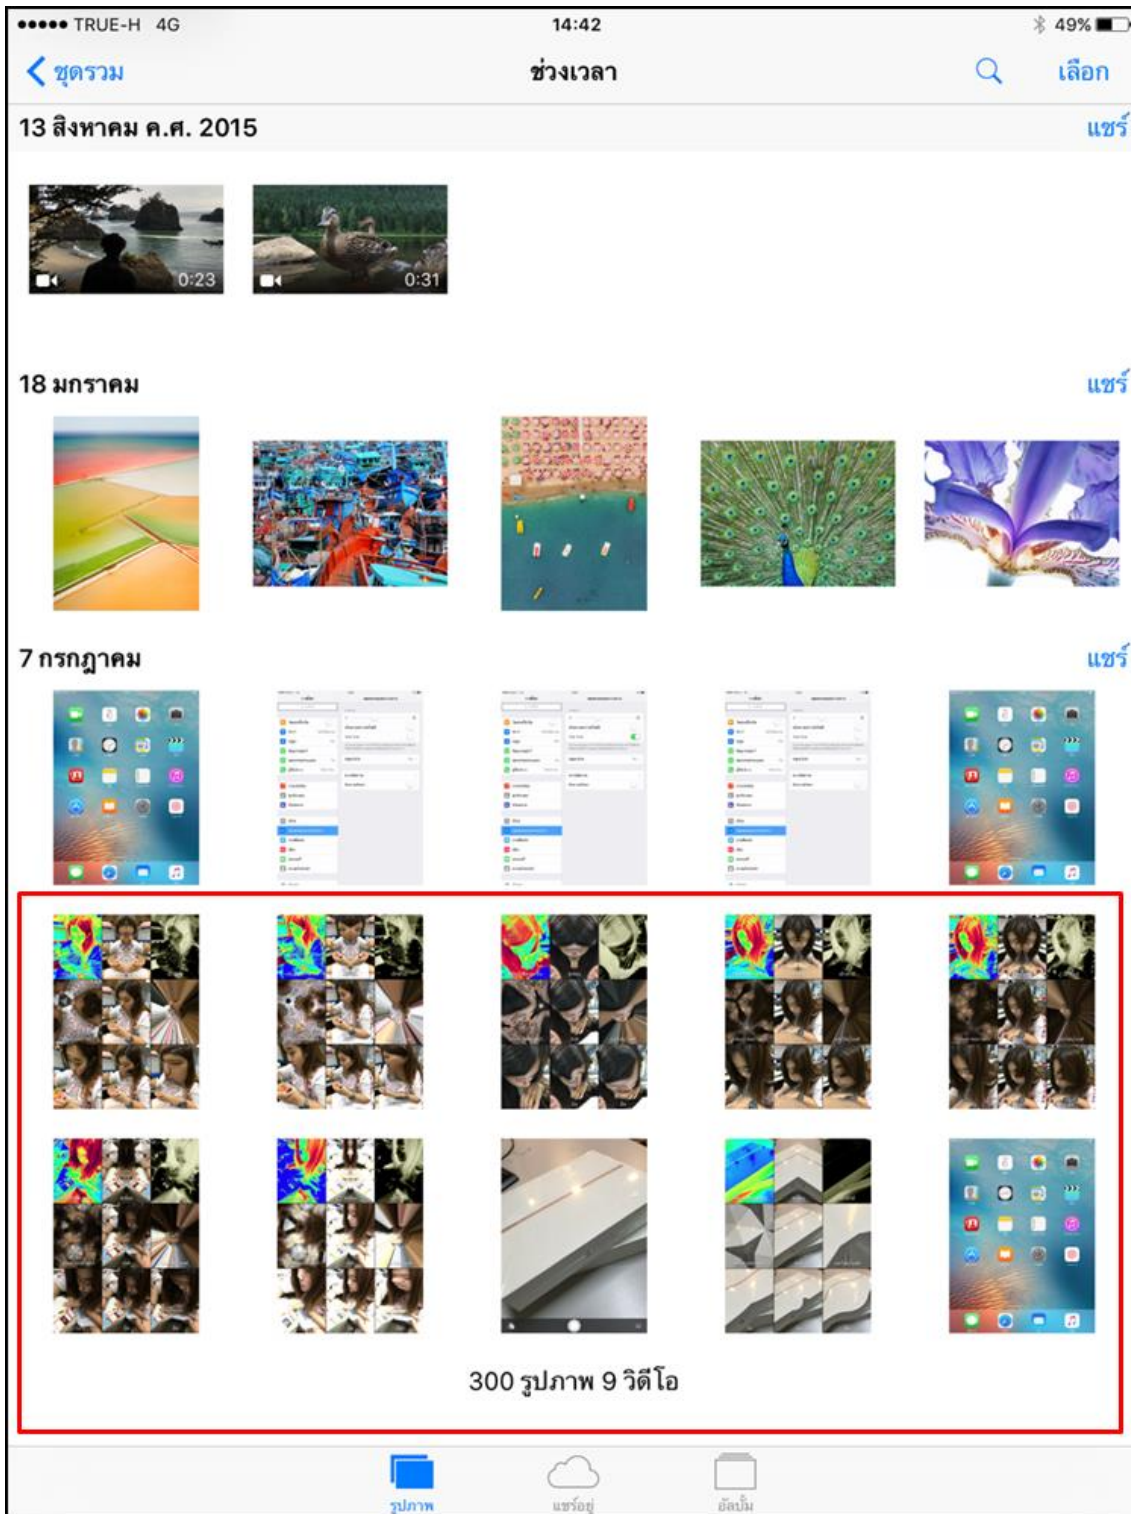 TRUE-H 4G 14:42 49%
ชุดรวม ช่วงเวลา เลือก
13 สิงหาคม ค.ศ. 2015 แชร์
0:23 0:31
18 มกราคม แชร์
7 กรกฎาคม แชร์
300 รูปภาพ 9 วิดีโอ
รูปภาพ แชร์อยู่ อัลบั้ม